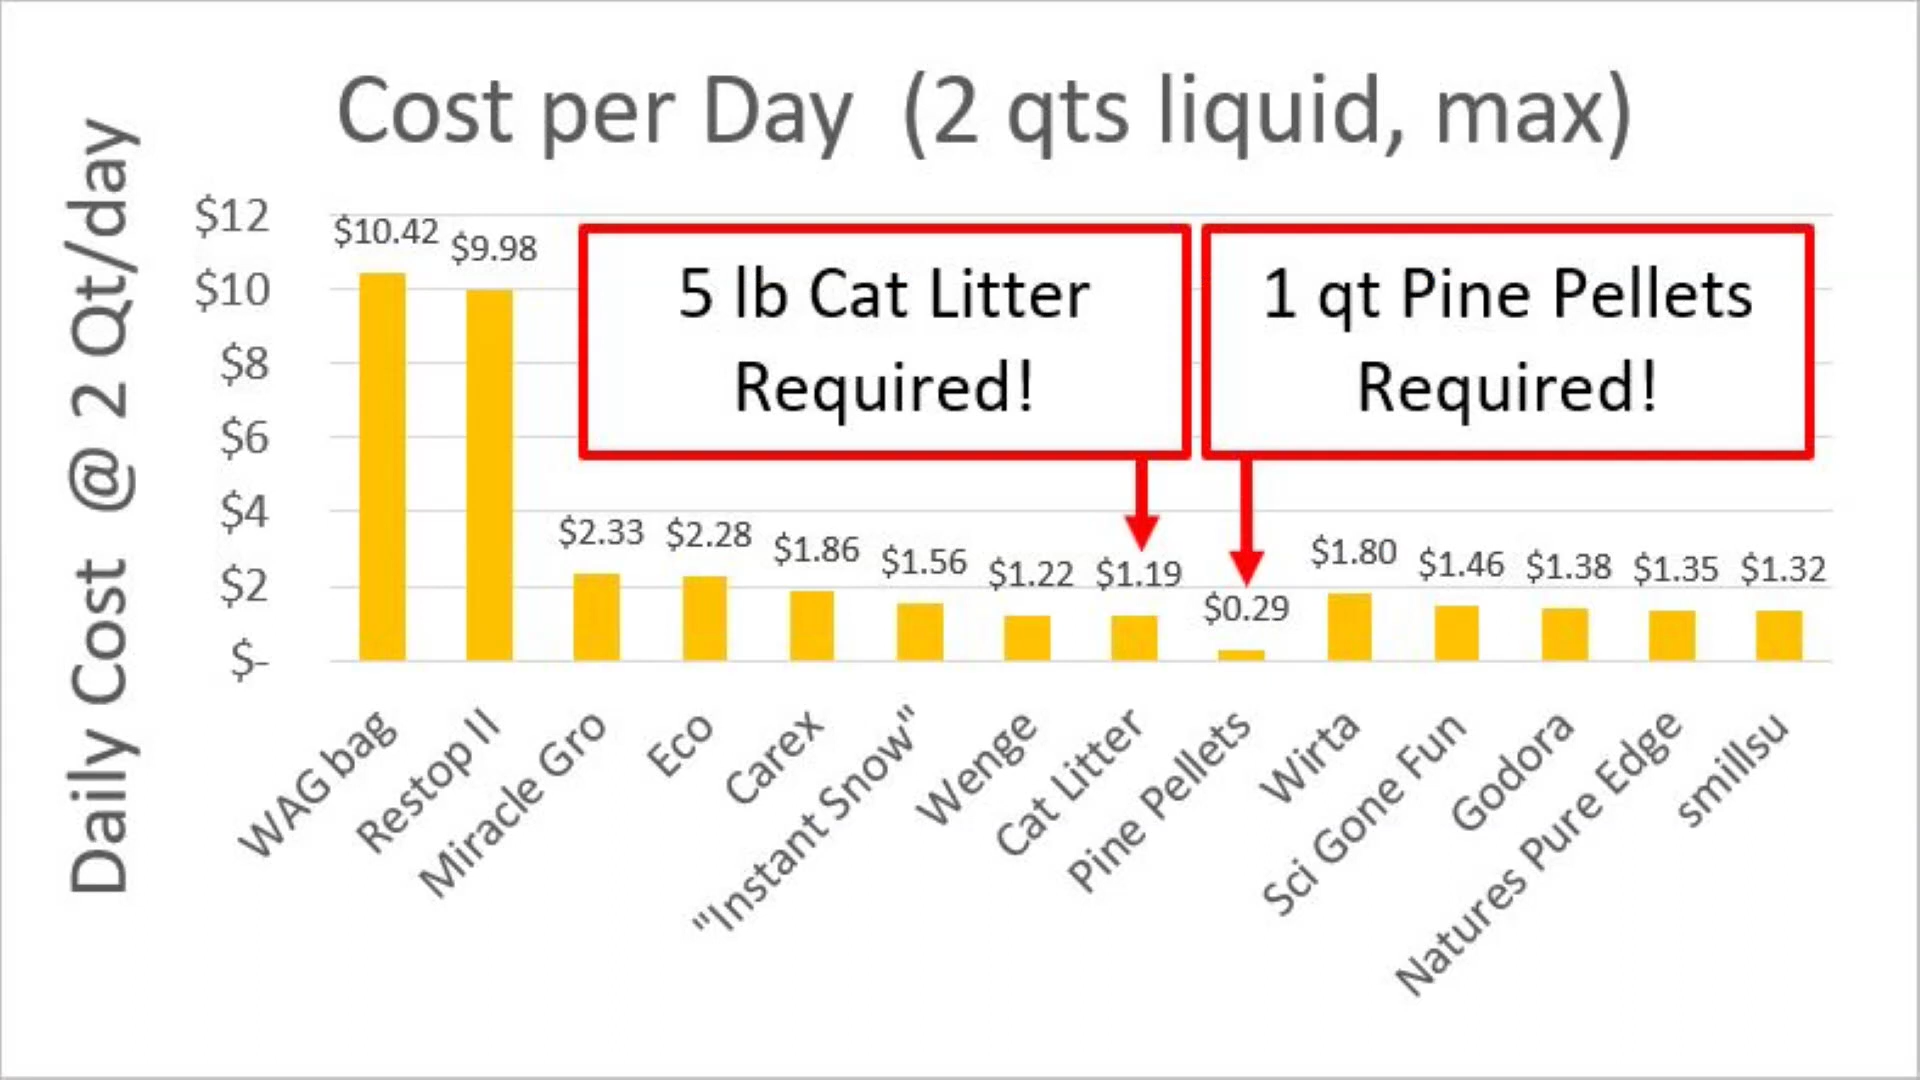 Cost per Day (2 qts liquid, max)
Daily Cost @ 2 Qt/day
$12
$10
$8
$6
$4
$2
$-
$10.42
$9.98
$2.33
$2.28
$1.86
$1.56
$1.22
$1.19
$0.29
$1.80
$1.46
$1.38
$1.35
$1.32
5 lb Cat Litter
Required!
1 qt Pine Pellets
Required!
WAG bag
Restop II
Miracle Gro
Eco
Carex
"Instant Snow"
Wenge
Cat Litter
Pine Pellets
Wirta
Sci Gone Fun
Godora
Natures Pure Edge
smillsu